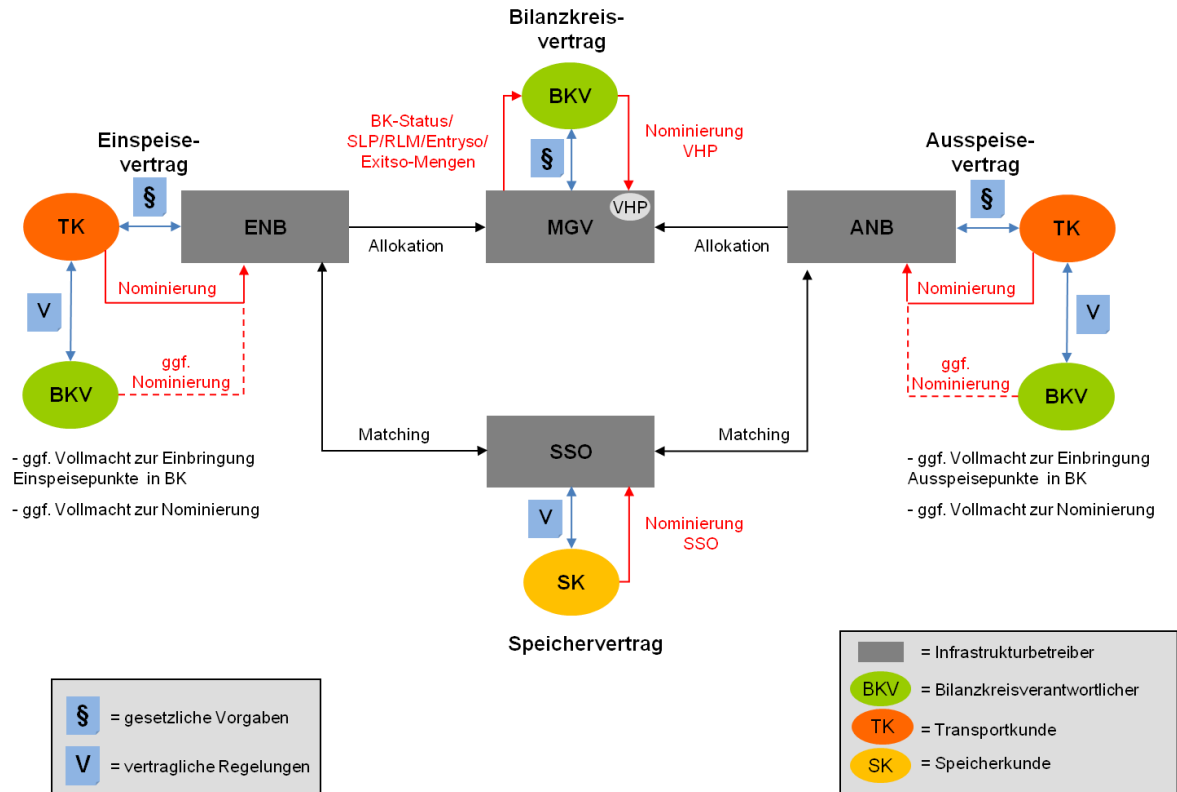 Bilanzkreis-
vertrag
BKV
BK-Status/
SLP/RLM/Entryso/
Exitso-Mengen
Nominierung
VHP
§
Einspeise-
vertrag
§
TK
ENB
Allokation
MGV
VHP
Allokation
ANB
Ausspeise-
vertrag
§
TK
Nominierung
V
ggf.
Nominierung
BKV
Nominierung
V
ggf.
Nominierung
BKV
- ggf. Vollmacht zur Einbringung
Einspeisepunkte in BK
- ggf. Vollmacht zur Nominierung
Matching
SSO
Matching
- ggf. Vollmacht zur Einbringung
Ausspeisepunkte in BK
- ggf. Vollmacht zur Nominierung
V
Nominierung
SSO
SK
Speichervertrag
§ = gesetzliche Vorgaben
V = vertragliche Regelungen
= Infrastrukturbetreiber
BKV = Bilanzkreisverantwortlicher
TK = Transportkunde
SK = Speicherkunde